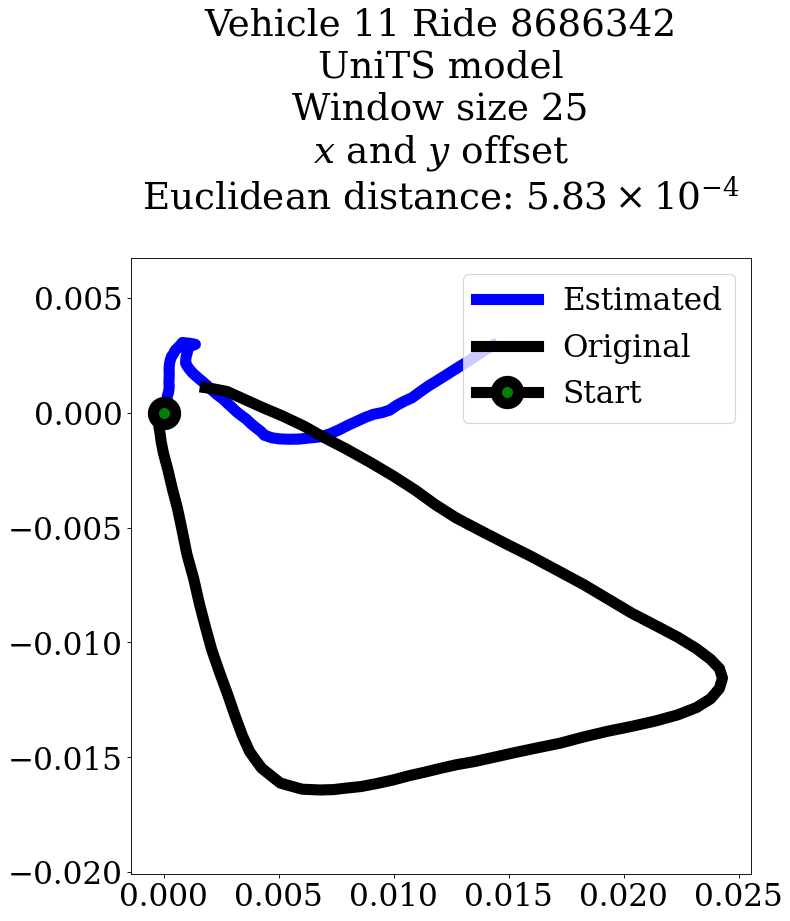 Vehicle 11 Ride 8686342
UniTS model
Window size 25
x and y offset
Euclidean distance: 5.83 × 10⁻⁴
Estimated
Original
Start
0.005
0.000
−0.005
−0.010
−0.015
−0.020
0.000 0.005 0.010 0.015 0.020 0.025